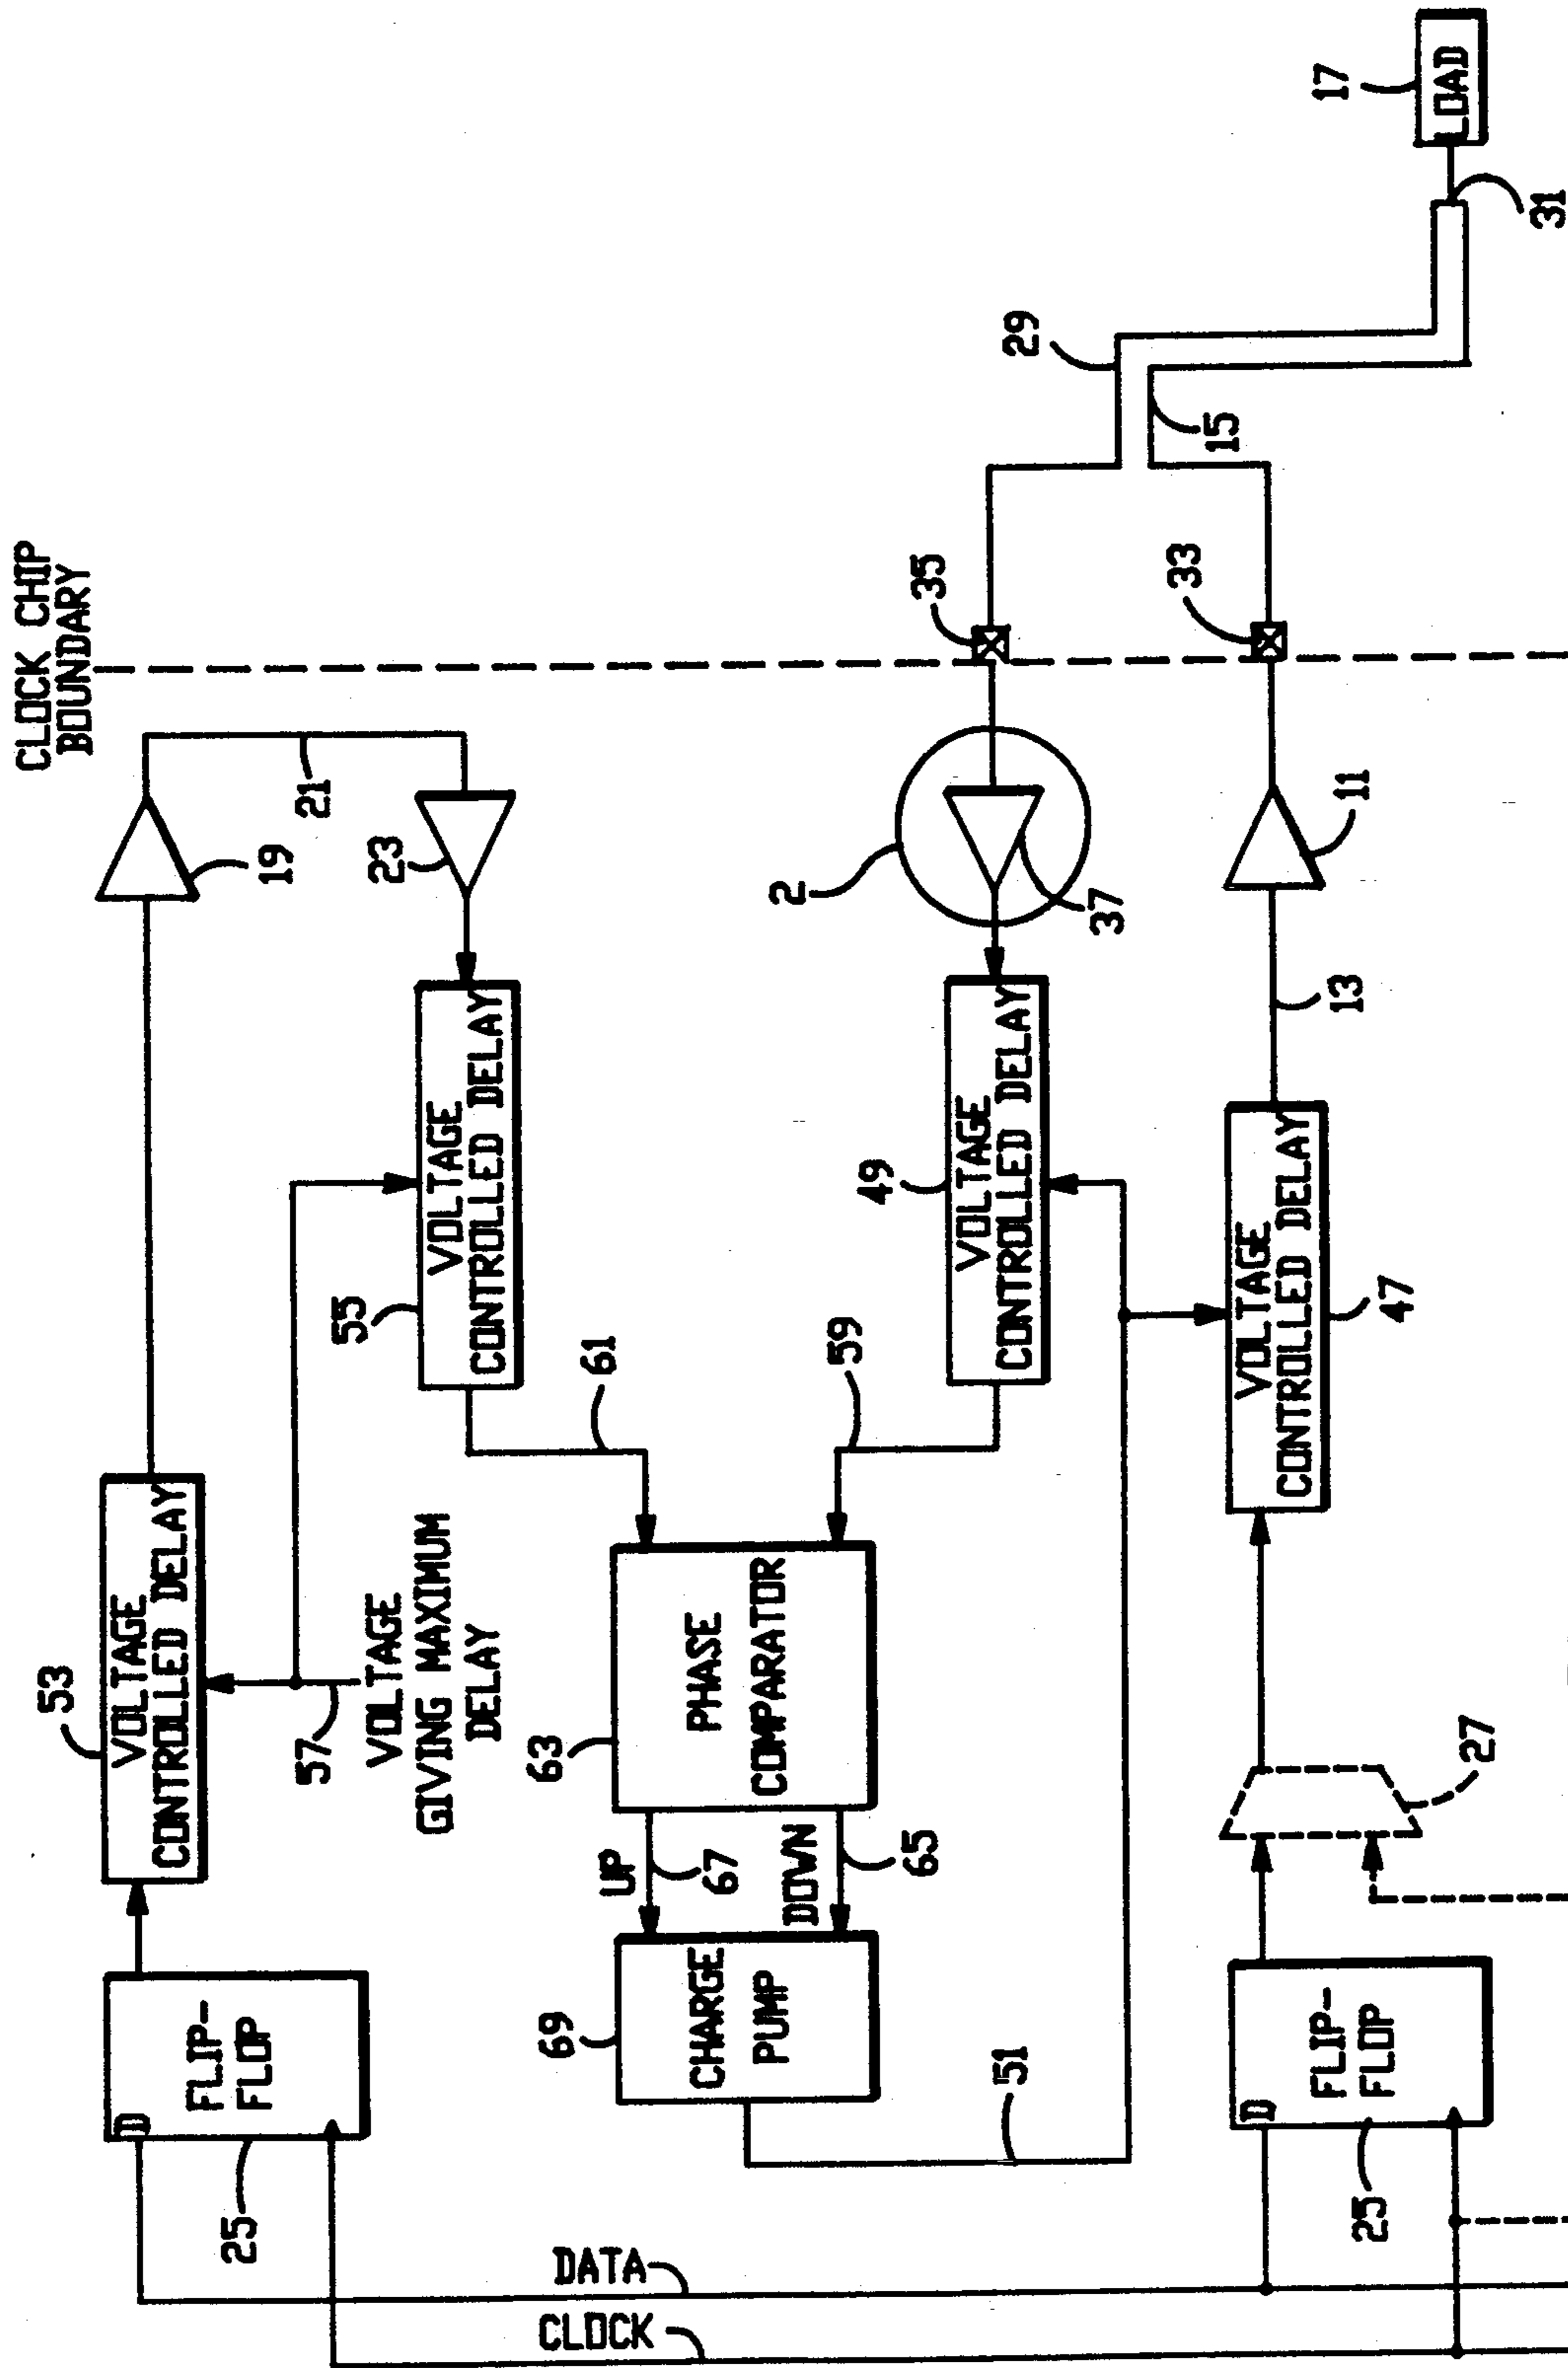 CLOCK CHIP
BOUNDARY
53
VOLTAGE
CONTROLLED DELAY
19
21
23
D
FLIP-
FLOP
25
57
VOLTAGE
GIVING MAXIMUM
DELAY
55
VOLTAGE
CONTROLLED DELAY
61
UP
67
63
PHASE
COMPARATOR
DOWN
65
69
CHARGE
PUMP
59
2
37
35
29
49
VOLTAGE
CONTROLLED DELAY
51
DATA
CLOCK
D
FLIP-
FLOP
25
27
VOLTAGE
CONTROLLED DELAY
47
13
11
33
15
17
LOAD
31